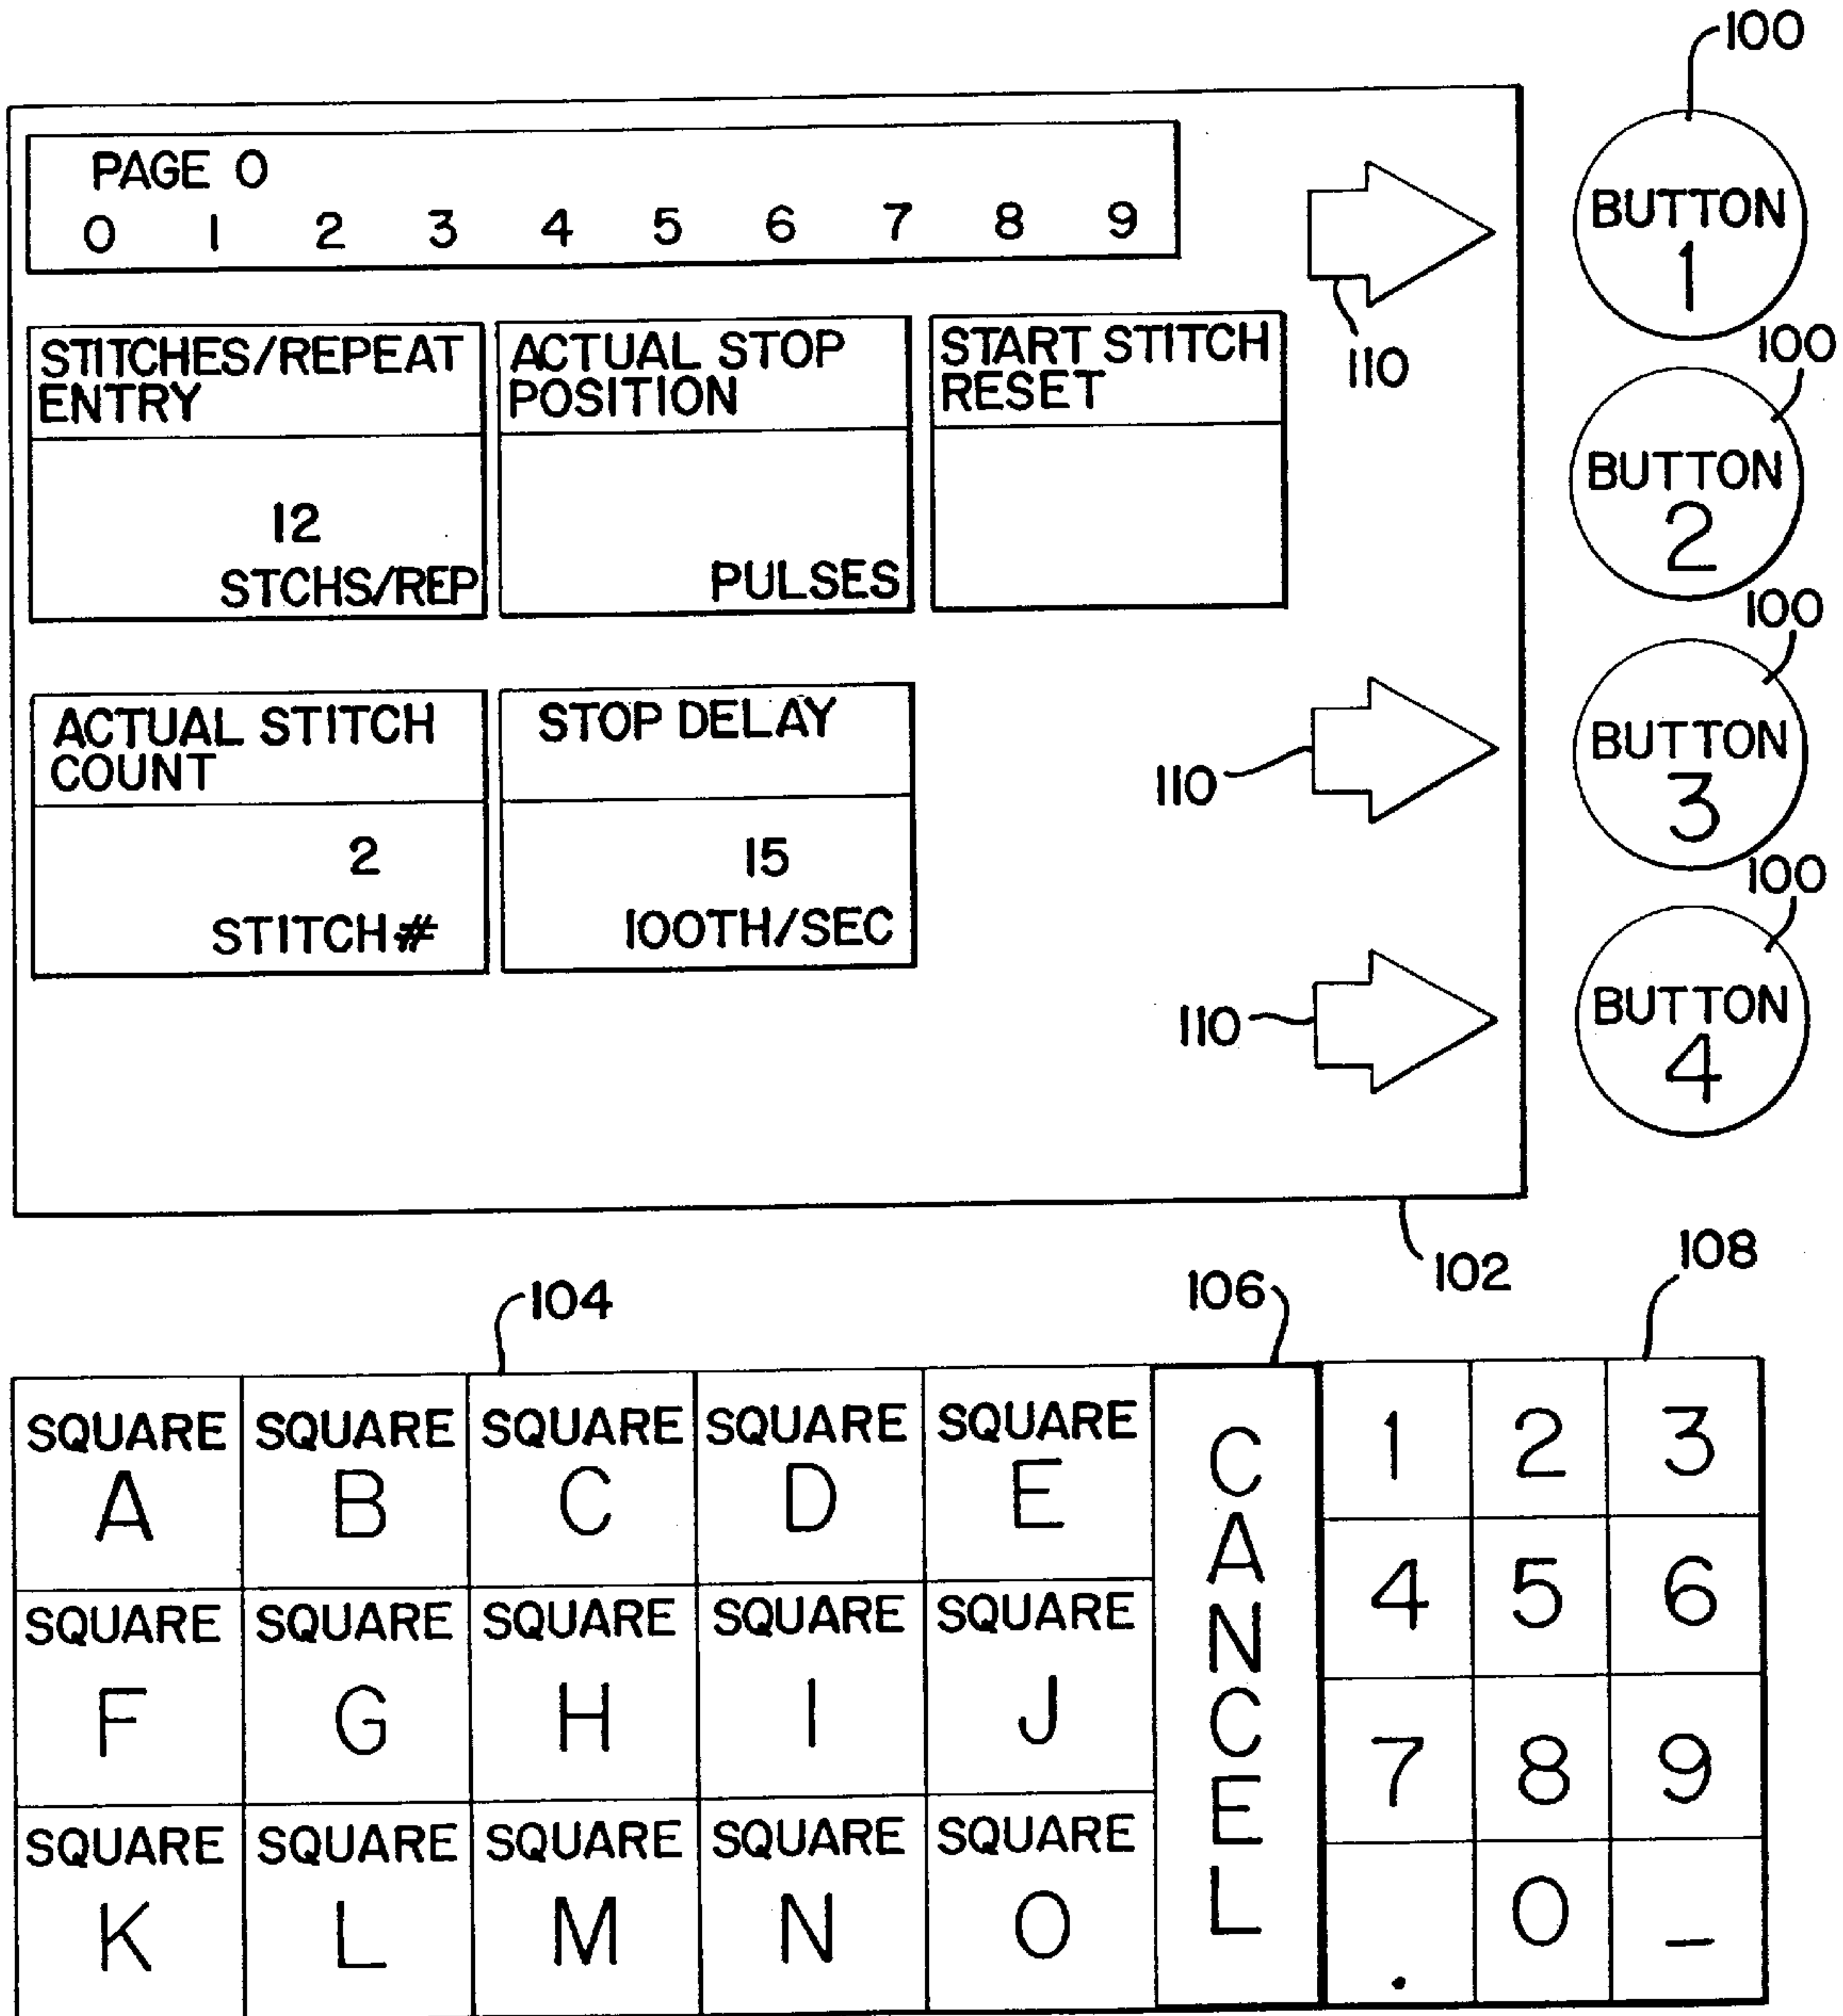 100
PAGE 0
0 1 2 3 4 5 6 7 8 9
BUTTON
1
110
100
STITCHES/REPEAT
ENTRY
12
STCHS/REP
ACTUAL STOP
POSITION
PULSES
START STITCH
RESET
BUTTON
2
100
ACTUAL STITCH
COUNT
2
STITCH#
STOP DELAY
15
100TH/SEC
110
BUTTON
3
100
110
BUTTON
4
102
104
106
108
SQUARE SQUARE SQUARE SQUARE SQUARE
A B C D E
SQUARE SQUARE SQUARE SQUARE SQUARE
F G H I J
SQUARE SQUARE SQUARE SQUARE SQUARE
K L M N O
CANCEL
1 2 3
4 5 6
7 8 9
. 0 –